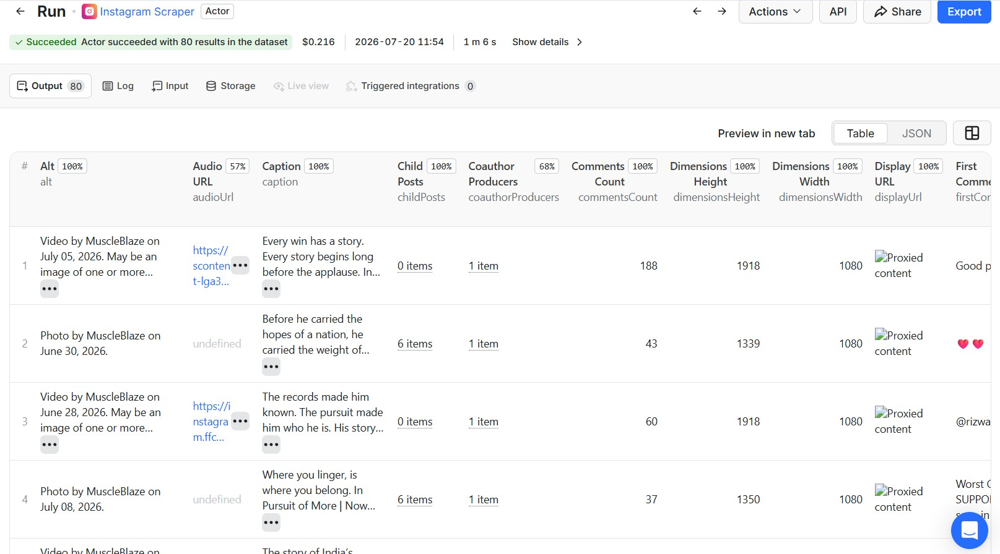 Run • Instagram Scraper Actor
Actions API Share Export
Succeeded Actor succeeded with 80 results in the dataset $0.216 2026-07-20 11:54 1 m 6 s Show details
Output 80 Log Input Storage Live view Triggered integrations 0
Preview in new tab Table JSON
# Alt 100% Audio 57% Caption 100% Child 100% Coauthor 68% Comments 100% Dimensions 100% Dimensions 100% Display 100% First
URL Posts Producers Count Height Width URL Comme
alt audioUrl caption childPosts coauthorProducers commentsCount dimensionsHeight dimensionsWidth displayUrl firstCor
1
Video by MuscleBlaze on
July 05, 2026. May be an
image of one or more...
https://
sconten
t-lga3...
Every win has a story.
Every story begins long
before the applause. In...
0 items 1 item 188 1918 1080
Proxied
content
Good p
2
Photo by MuscleBlaze on
June 30, 2026.
undefined
Before he carried the
hopes of a nation, he
carried the weight of...
6 items 1 item 43 1339 1080
Proxied
content
3
Video by MuscleBlaze on
June 28, 2026. May be an
image of one or more...
https://i
nstagra
m.ffc...
The records made him
known. The pursuit made
him who he is. His story...
0 items 1 item 60 1918 1080
Proxied
content
@rizwa
4
Photo by MuscleBlaze on
July 08, 2026.
undefined
Where you linger, is
where you belong. In
Pursuit of More | Now...
6 items 1 item 37 1350 1080
Proxied
content
Worst
SUPPO
in
Video by MuscleBlaze on
The story of India's